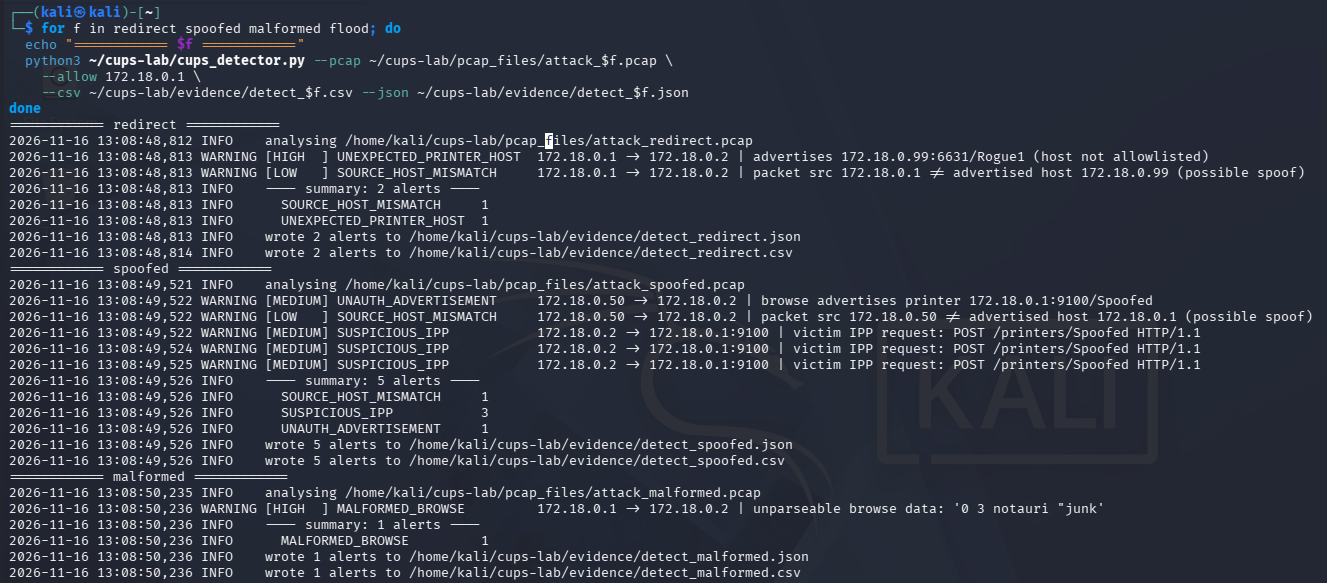 ┌──(kali㉿kali)-[~]
└─$ for f in redirect spoofed malformed flood; do
  echo "=========== $f ==========="
  python3 ~/cups-lab/cups_detector.py --pcap ~/cups-lab/pcap_files/attack_$f.pcap \
    --allow 172.18.0.1 \
    --csv ~/cups-lab/evidence/detect_$f.csv --json ~/cups-lab/evidence/detect_$f.json
done
============ redirect ============
2026-11-16 13:08:48,812 INFO    analysing /home/kali/cups-lab/pcap_files/attack_redirect.pcap
2026-11-16 13:08:48,813 WARNING [HIGH  ] UNEXPECTED_PRINTER_HOST  172.18.0.1 -> 172.18.0.2 | advertises 172.18.0.99:6631/Rogue1 (host not allowlisted)
2026-11-16 13:08:48,813 WARNING [LOW   ] SOURCE_HOST_MISMATCH     172.18.0.1 -> 172.18.0.2 | packet src 172.18.0.1 != advertised host 172.18.0.99 (possible spoof)
2026-11-16 13:08:48,813 INFO    ---- summary: 2 alerts ----
2026-11-16 13:08:48,813 INFO      SOURCE_HOST_MISMATCH     1
2026-11-16 13:08:48,813 INFO      UNEXPECTED_PRINTER_HOST  1
2026-11-16 13:08:48,813 INFO    wrote 2 alerts to /home/kali/cups-lab/evidence/detect_redirect.json
2026-11-16 13:08:48,814 INFO    wrote 2 alerts to /home/kali/cups-lab/evidence/detect_redirect.csv
============ spoofed ============
2026-11-16 13:08:49,521 INFO    analysing /home/kali/cups-lab/pcap_files/attack_spoofed.pcap
2026-11-16 13:08:49,522 WARNING [MEDIUM] UNAUTH_ADVERTISEMENT     172.18.0.50 -> 172.18.0.2 | browse advertises printer 172.18.0.1:9100/Spoofed
2026-11-16 13:08:49,522 WARNING [LOW   ] SOURCE_HOST_MISMATCH     172.18.0.50 -> 172.18.0.2 | packet src 172.18.0.50 != advertised host 172.18.0.1 (possible spoof)
2026-11-16 13:08:49,522 WARNING [MEDIUM] SUSPICIOUS_IPP           172.18.0.2 -> 172.18.0.1:9100 | victim IPP request: POST /printers/Spoofed HTTP/1.1
2026-11-16 13:08:49,524 WARNING [MEDIUM] SUSPICIOUS_IPP           172.18.0.2 -> 172.18.0.1:9100 | victim IPP request: POST /printers/Spoofed HTTP/1.1
2026-11-16 13:08:49,525 WARNING [MEDIUM] SUSPICIOUS_IPP           172.18.0.2 -> 172.18.0.1:9100 | victim IPP request: POST /printers/Spoofed HTTP/1.1
2026-11-16 13:08:49,526 INFO    ---- summary: 5 alerts ----
2026-11-16 13:08:49,526 INFO      SOURCE_HOST_MISMATCH     1
2026-11-16 13:08:49,526 INFO      SUSPICIOUS_IPP           3
2026-11-16 13:08:49,526 INFO      UNAUTH_ADVERTISEMENT     1
2026-11-16 13:08:49,526 INFO    wrote 5 alerts to /home/kali/cups-lab/evidence/detect_spoofed.json
2026-11-16 13:08:49,526 INFO    wrote 5 alerts to /home/kali/cups-lab/evidence/detect_spoofed.csv
============ malformed ============
2026-11-16 13:08:50,235 INFO    analysing /home/kali/cups-lab/pcap_files/attack_malformed.pcap
2026-11-16 13:08:50,236 WARNING [HIGH  ] MALFORMED_BROWSE         172.18.0.1 -> 172.18.0.2 | unparseable browse data: '0 3 notauri "junk'
2026-11-16 13:08:50,236 INFO    ---- summary: 1 alerts ----
2026-11-16 13:08:50,236 INFO      MALFORMED_BROWSE         1
2026-11-16 13:08:50,236 INFO    wrote 1 alerts to /home/kali/cups-lab/evidence/detect_malformed.json
2026-11-16 13:08:50,236 INFO    wrote 1 alerts to /home/kali/cups-lab/evidence/detect_malformed.csv
KALI